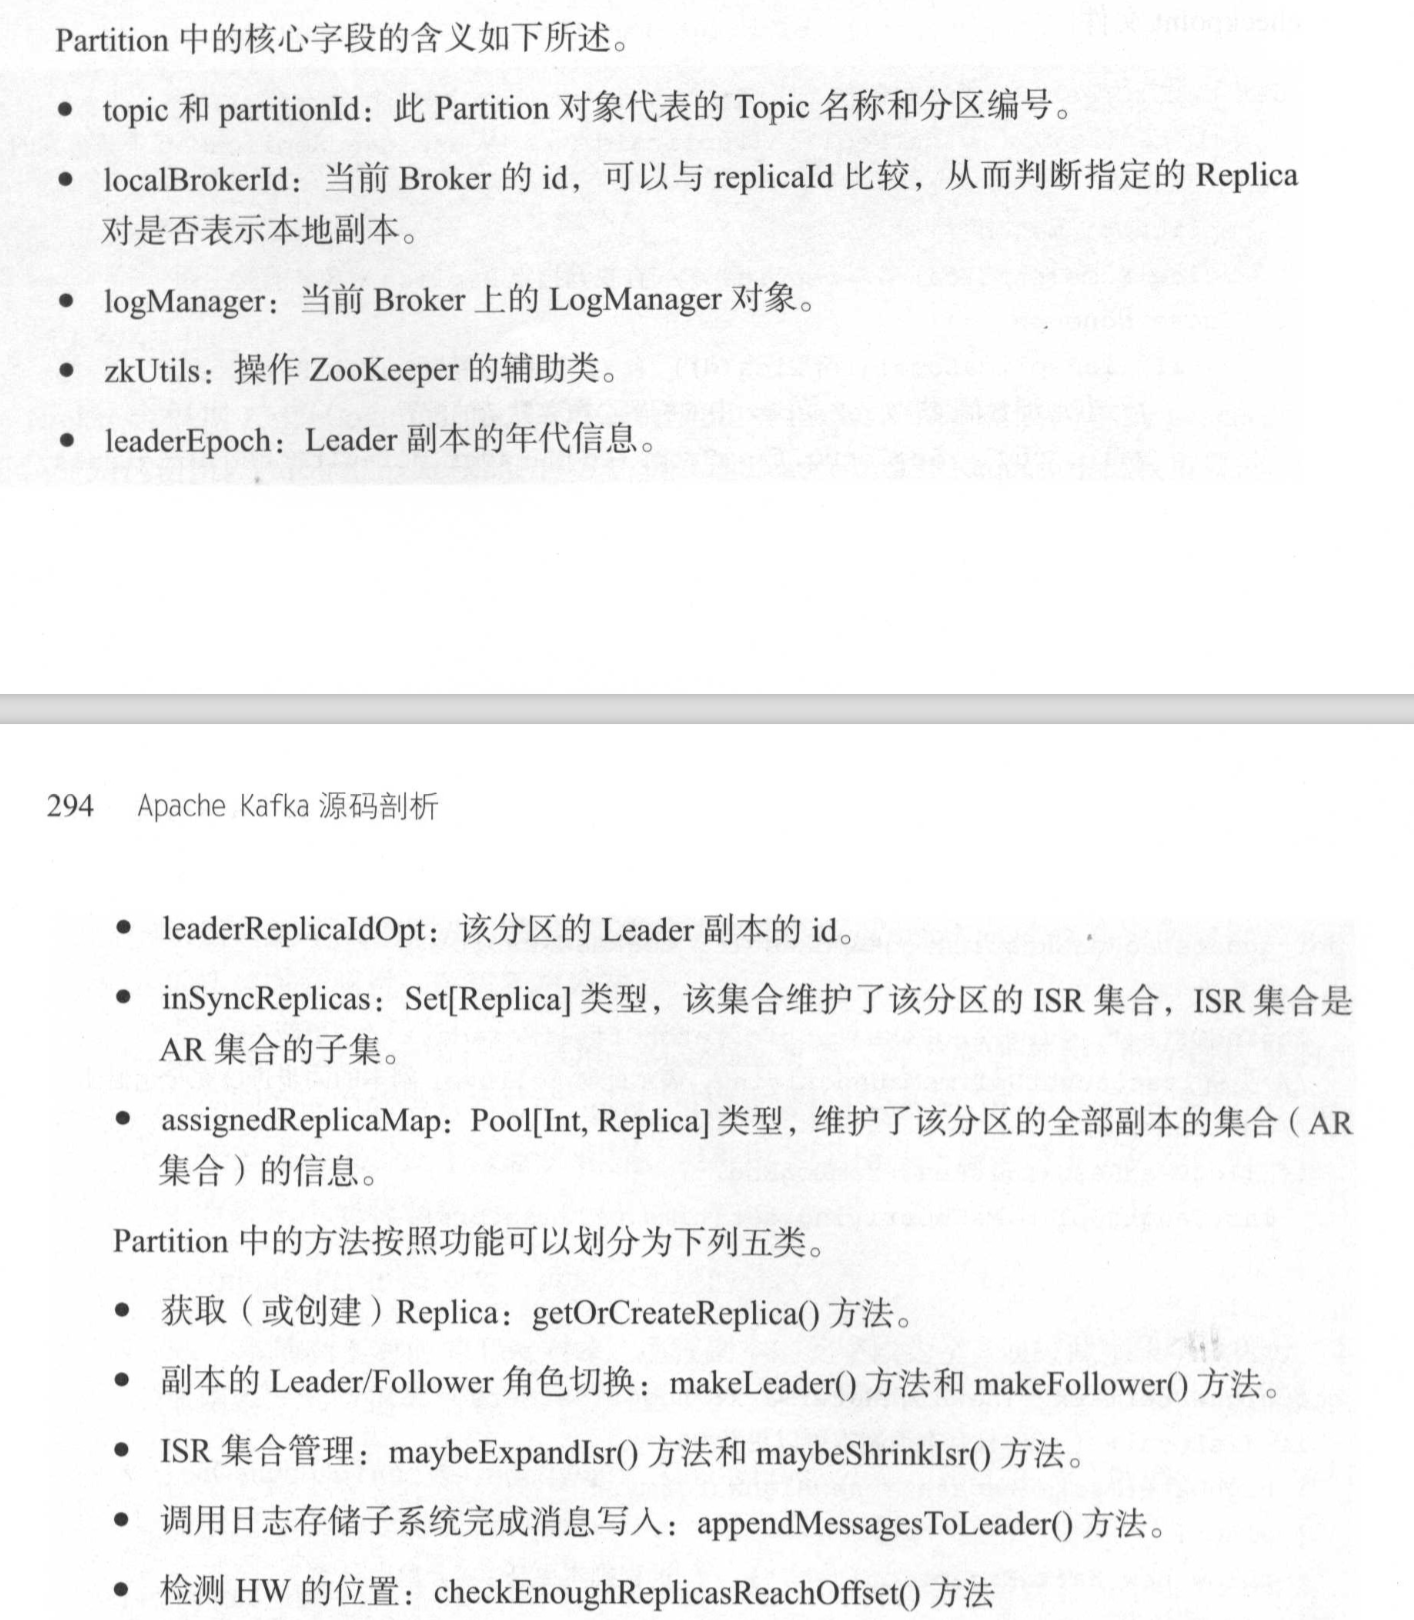 Partition 中的核心字段的含义如下所述。
● topic 和 partitionId：此 Partition 对象代表的 Topic 名称和分区编号。
● localBrokerId：当前 Broker 的 id，可以与 replicaId 比较，从而判断指定的 Replica
对是否表示本地副本。
● logManager：当前 Broker 上的 LogManager 对象。
● zkUtils：操作 ZooKeeper 的辅助类。
● leaderEpoch：Leader 副本的年代信息。
294 Apache Kafka 源码剖析
● leaderReplicaIdOpt：该分区的 Leader 副本的 id。
● inSyncReplicas：Set[Replica] 类型，该集合维护了该分区的 ISR 集合，ISR 集合是
AR 集合的子集。
● assignedReplicaMap：Pool[Int, Replica] 类型，维护了该分区的全部副本的集合（AR
集合）的信息。
Partition 中的方法按照功能可以划分为下列五类。
● 获取（或创建）Replica：getOrCreateReplica() 方法。
● 副本的 Leader/Follower 角色切换：makeLeader() 方法和 makeFollower() 方法。
● ISR 集合管理：maybeExpandIsr() 方法和 maybeShrinkIsr() 方法。
● 调用日志存储子系统完成消息写入：appendMessagesToLeader() 方法。
● 检测 HW 的位置：checkEnoughReplicasReachOffset() 方法